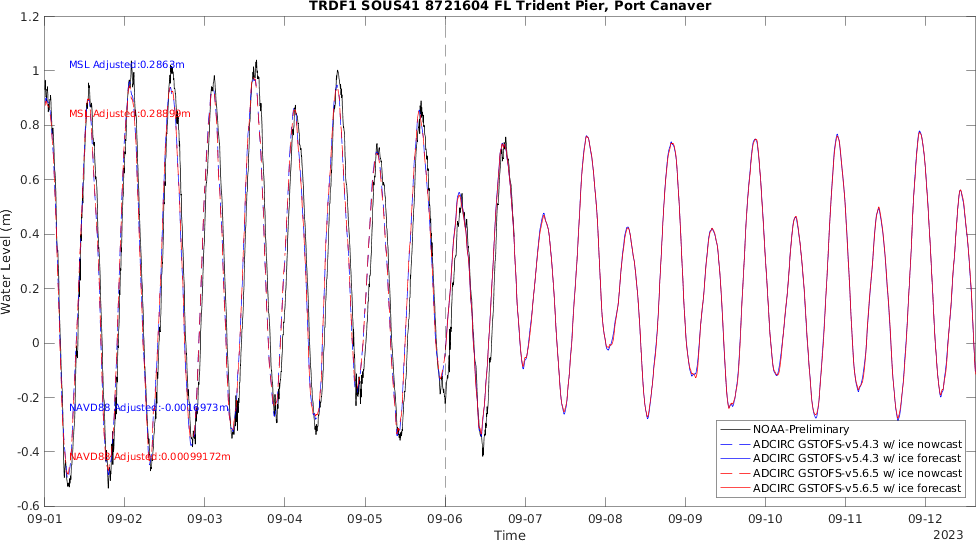 TRDF1 SOUS41 8721604 FL Trident Pier, Port Canaver
1.2
1
0.8
0.6
0.4
0.2
0
-0.2
-0.4
-0.6
Water Level (m)
MSL Adjusted:0.2863m
MSL Adjusted:0.28899m
NAVD88 Adjusted:-0.0016973m
NAVD88 Adjusted:0.00099172m
NOAA-Preliminary
ADCIRC GSTOFS-v5.4.3 w/ ice nowcast
ADCIRC GSTOFS-v5.4.3 w/ ice forecast
ADCIRC GSTOFS-v5.6.5 w/ ice nowcast
ADCIRC GSTOFS-v5.6.5 w/ ice forecast
09-01 09-02 09-03 09-04 09-05 09-06 09-07 09-08 09-09 09-10 09-11 09-12
Time
2023